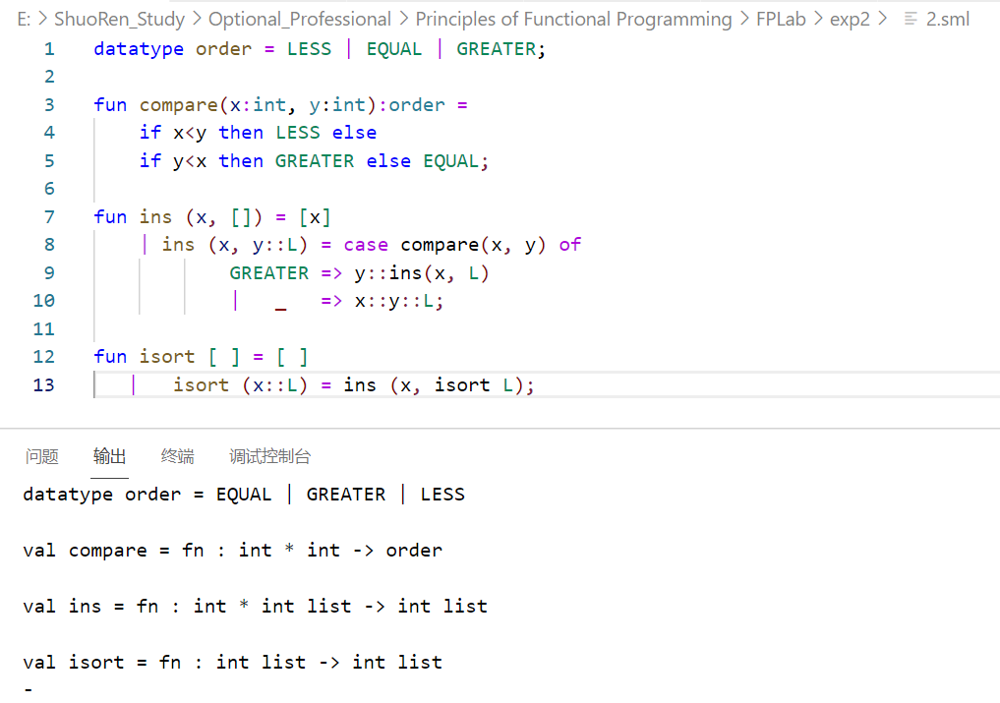 E: > ShuoRen_Study > Optional_Professional > Principles of Functional Programming > FPLab > exp2 > 2.sml
1 datatype order = LESS | EQUAL | GREATER;
2
3 fun compare(x:int, y:int):order =
4 if x<y then LESS else
5 if y<x then GREATER else EQUAL;
6
7 fun ins (x, []) = [x]
8 | ins (x, y::L) = case compare(x, y) of
9 GREATER => y::ins(x, L)
10 | _ => x::y::L;
11
12 fun isort [ ] = [ ]
13 | isort (x::L) = ins (x, isort L);
问题 输出 终端 调试控制台
datatype order = EQUAL | GREATER | LESS
val compare = fn : int * int -> order
val ins = fn : int * int list -> int list
val isort = fn : int list -> int list
-